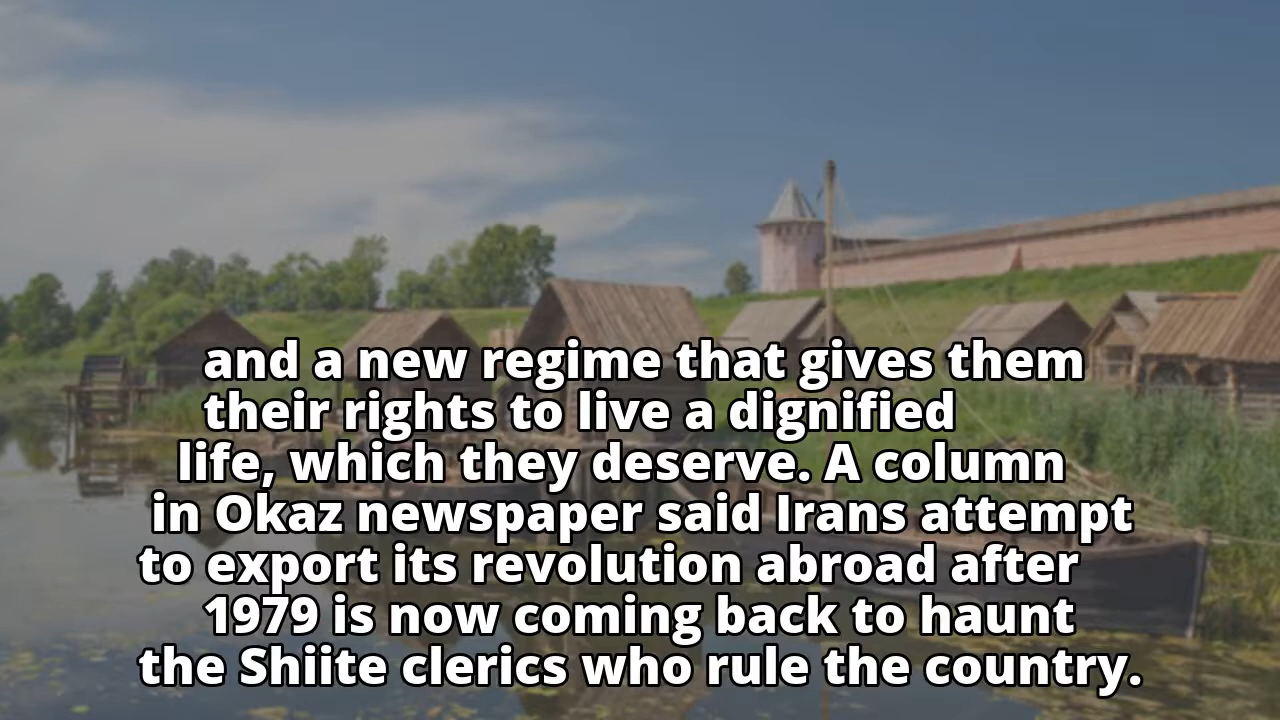 and a new regime that gives them
their rights to live a dignified
life, which they deserve. A column
in Okaz newspaper said Irans attempt
to export its revolution abroad after
1979 is now coming back to haunt
the Shiite clerics who rule the country.